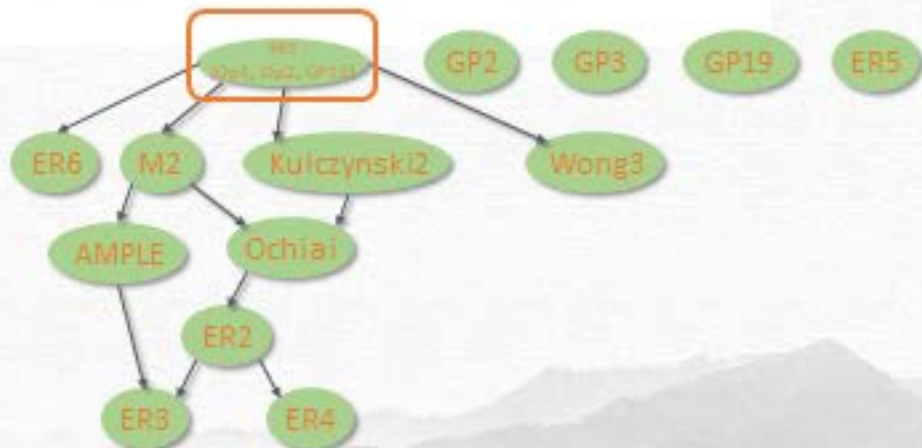 GP2
GP3
GP19
ER5
ER6
M2
Kulczynski2
Wong3
AMPLE
Ochiai
ER2
ER3
ER4